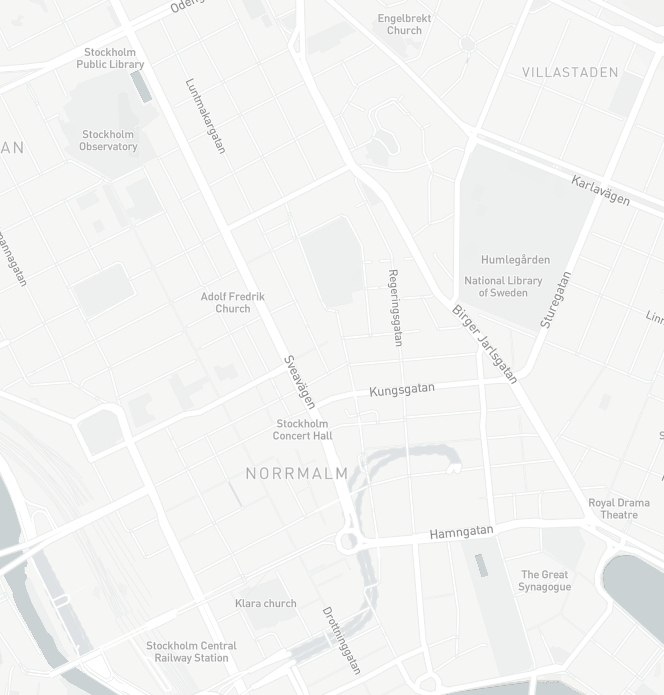 Engelbrekt
Church
Stockholm
Public Library
VILLASTADEN
Luntmakargatan
Stockholm
Observatory
Karlavägen
Humlegården
National Library
of Sweden
Adolf Fredrik
Church
Regeringsgatan
Sturegatan
Birger Jarlsgatan
Sveavägen
Kungsgatan
Stockholm
Concert Hall
NORRMALM
Royal Drama
Theatre
Hamngatan
The Great
Synagogue
Klara church
Drottninggatan
Stockholm Central
Railway Station